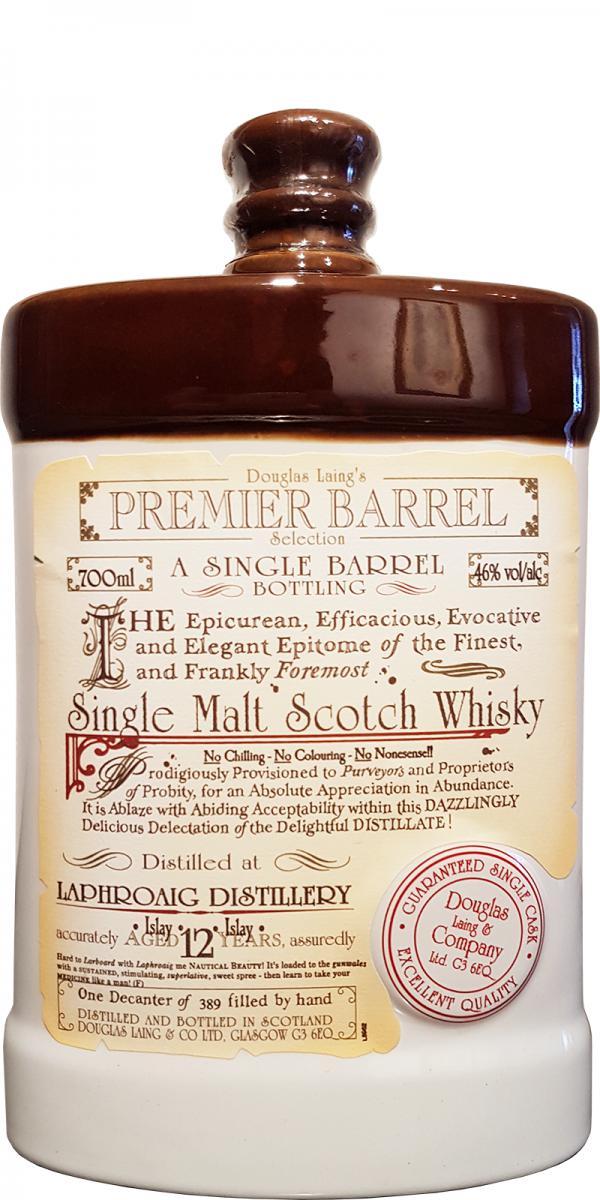 Douglas Laing's
PREMIER BARREL
Selection
700ml
A SINGLE BARREL
BOTTLING
46% vol/alc
THE Epicurean, Efficacious, Evocative
and Elegant Epitome of the Finest,
and Frankly Foremost
Single Malt Scotch Whisky
No Chilling - No Colouring - No Nonesense!!
Prodigiously Provisioned to Purveyors and Proprietors
of Probity, for an Absolute Appreciation in Abundance.
It is Ablaze with Abiding Acceptability within this DAZZLINGLY
Delicious Delectation of the Delightful DISTILLATE!
Distilled at
LAPHROAIG DISTILLERY
• Islay • • Islay •
accurately AGED 12 YEARS, assuredly
Hard to Larboard with Laphroaig me NAUTICAL BEAUTY! It's loaded to the gunwales
with a SUSTAINED, stimulating, superlative, sweet spree - then learn to take your
MEDICINE like a man! (F)
One Decanter of 389 filled by hand
DISTILLED AND BOTTLED IN SCOTLAND
DOUGLAS LAING & CO LTD, GLASGOW G3 6EQ
• GUARANTEED SINGLE CASK •
Douglas
Laing &
Company
Ltd. G3 6EQ
EXCELLENT QUALITY